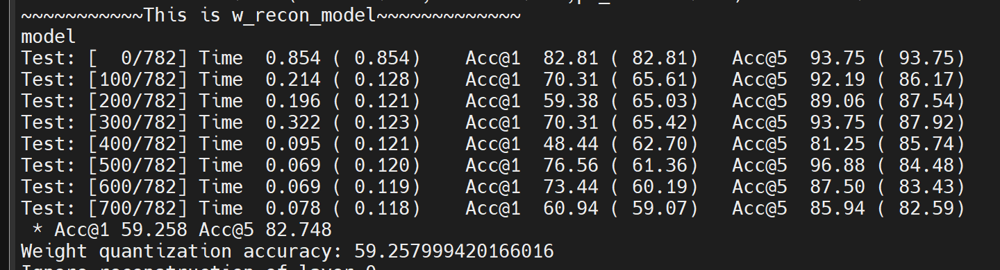 ~~~~~~~~~~~This is w_recon_model~~~~~~~~~~~~~
model
Test: [  0/782] Time  0.854 ( 0.854)    Acc@1  82.81 ( 82.81)   Acc@5  93.75 ( 93.75)
Test: [100/782] Time  0.214 ( 0.128)    Acc@1  70.31 ( 65.61)   Acc@5  92.19 ( 86.17)
Test: [200/782] Time  0.196 ( 0.121)    Acc@1  59.38 ( 65.03)   Acc@5  89.06 ( 87.54)
Test: [300/782] Time  0.322 ( 0.123)    Acc@1  70.31 ( 65.42)   Acc@5  93.75 ( 87.92)
Test: [400/782] Time  0.095 ( 0.121)    Acc@1  48.44 ( 62.70)   Acc@5  81.25 ( 85.74)
Test: [500/782] Time  0.069 ( 0.120)    Acc@1  76.56 ( 61.36)   Acc@5  96.88 ( 84.48)
Test: [600/782] Time  0.069 ( 0.119)    Acc@1  73.44 ( 60.19)   Acc@5  87.50 ( 83.43)
Test: [700/782] Time  0.078 ( 0.118)    Acc@1  60.94 ( 59.07)   Acc@5  85.94 ( 82.59)
 * Acc@1 59.258 Acc@5 82.748
Weight quantization accuracy: 59.257999420166016
Ignore reconstruction of layer 0